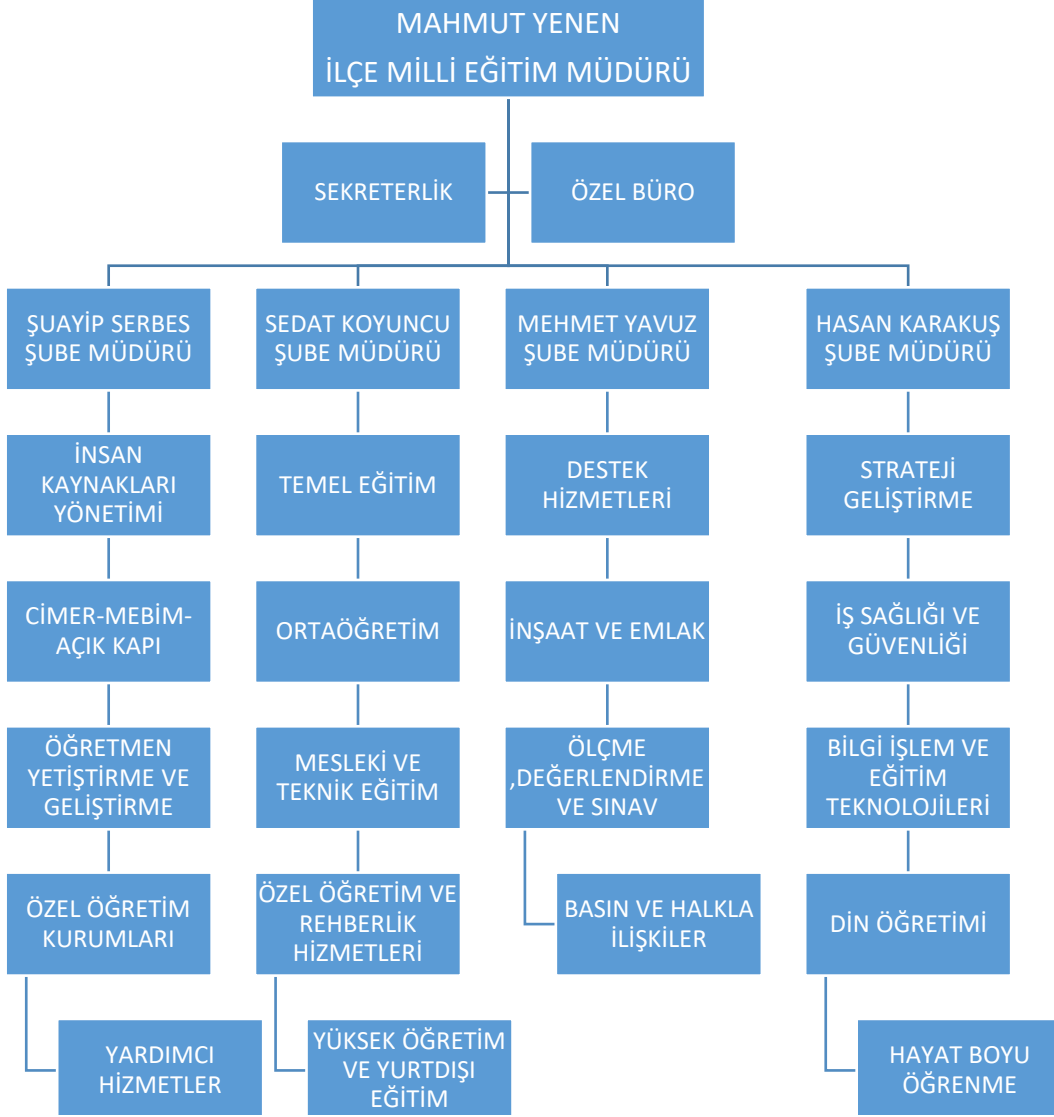 MAHMUT YENEN
İLÇE MİLLİ EĞİTİM MÜDÜRÜ
SEKRETERLİK
ÖZEL BÜRO
ŞUAYİP SERBES
ŞUBE MÜDÜRÜ
SEDAT KOYUNCU
ŞUBE MÜDÜRÜ
MEHMET YAVUZ
ŞUBE MÜDÜRÜ
HASAN KARAKUŞ
ŞUBE MÜDÜRÜ
İNSAN
KAYNAKLARI
YÖNETİMİ
TEMEL EĞİTİM
DESTEK
HİZMETLERİ
STRATEJİ
GELİŞTİRME
CİMER-MEBİM-
AÇIK KAPI
ORTAÖĞRETİM
İNŞAAT VE EMLAK
İŞ SAĞLIĞI VE
GÜVENLİĞİ
ÖĞRETMEN
YETİŞTİRME VE
GELİŞTİRME
MESLEKİ VE
TEKNİK EĞİTİM
ÖLÇME
,DEĞERLENDİRME
VE SINAV
BİLGİ İŞLEM VE
EĞİTİM
TEKNOLOJİLERİ
ÖZEL ÖĞRETİM
KURUMLARI
ÖZEL ÖĞRETİM VE
REHBERLİK
HİZMETLERİ
BASIN VE HALKLA
İLİŞKİLER
DİN ÖĞRETİMİ
YARDIMCI
HİZMETLER
YÜKSEK ÖĞRETİM
VE YURTDIŞI
EĞİTİM
HAYAT BOYU
ÖĞRENME